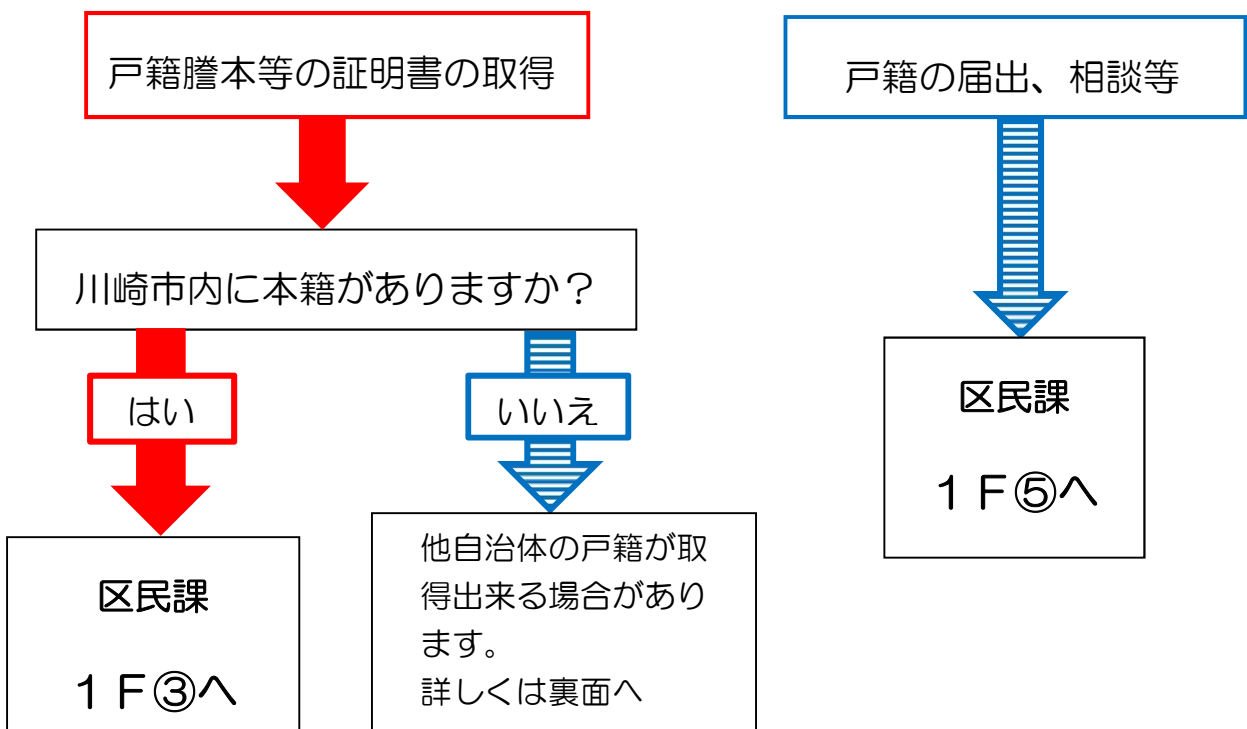 戸籍謄本等の証明書の取得
戸籍の届出、相談等
川崎市内に本籍がありますか？
はい
いいえ
区民課
１Ｆ⑤へ
区民課
１Ｆ③へ
他自治体の戸籍が取
得出来る場合があり
ます。
詳しくは裏面へ